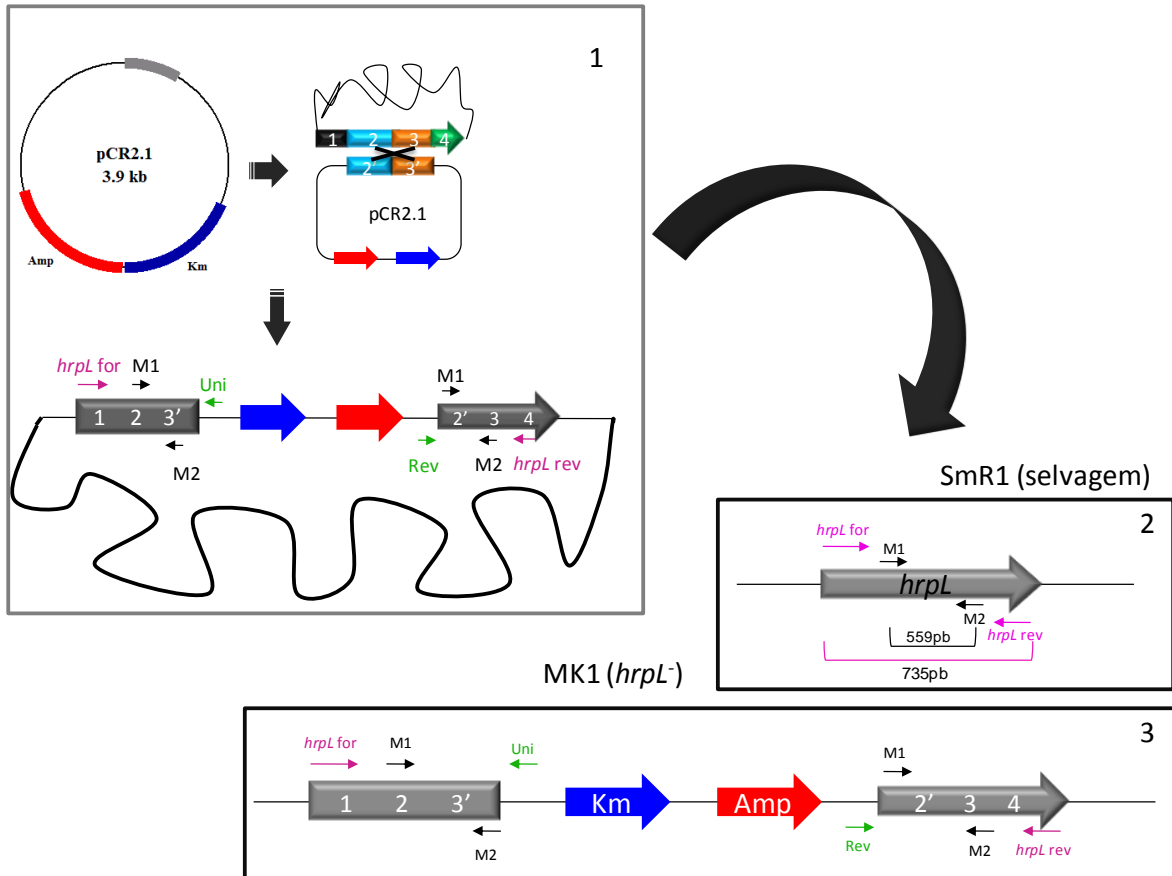 1
pCR2.1
3.9 kb
Amp
Km
1 2 3 4
2' 3'
pCR2.1
hrpL for
M1
Uni
M1
1 2 3'
2' 3 4
M2
Rev
M2
hrpL rev
SmR1 (selvagem)
2
hrpL for
M1
hrpL
M2
hrpL rev
559pb
735pb
MK1 (hrpL-)
3
hrpL for
M1
Uni
M1
1 2 3'
Km
Amp
2' 3 4
M2
Rev
M2
hrpL rev